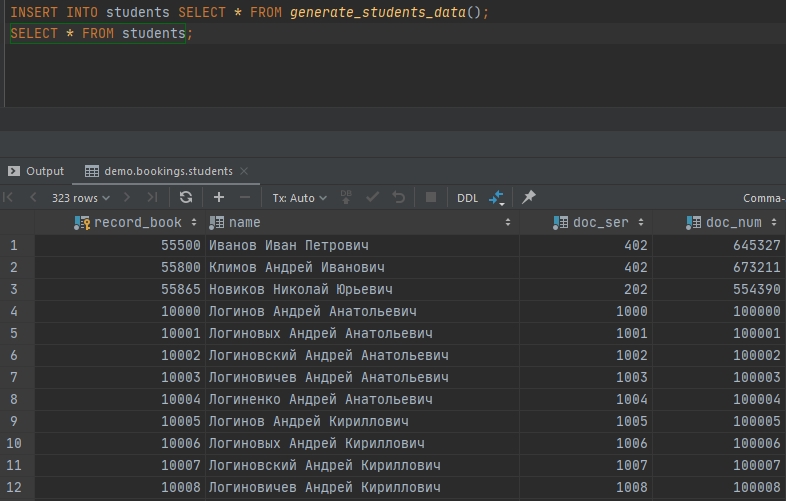 INSERT INTO students SELECT * FROM generate_students_data();
SELECT * FROM students;
Output demo.bookings.students
323 rows Tx: Auto DB DDL Comma-
record_book name doc_ser doc_num
1 55500 Иванов Иван Петрович 402 645327
2 55800 Климов Андрей Иванович 402 673211
3 55865 Новиков Николай Юрьевич 202 554390
4 10000 Логинов Андрей Анатольевич 1000 100000
5 10001 Логиновых Андрей Анатольевич 1001 100001
6 10002 Логиновский Андрей Анатольевич 1002 100002
7 10003 Логиновичев Андрей Анатольевич 1003 100003
8 10004 Логиненко Андрей Анатольевич 1004 100004
9 10005 Логинов Андрей Кириллович 1005 100005
10 10006 Логиновых Андрей Кириллович 1006 100006
11 10007 Логиновский Андрей Кириллович 1007 100007
12 10008 Логиновичев Андрей Кириллович 1008 100008